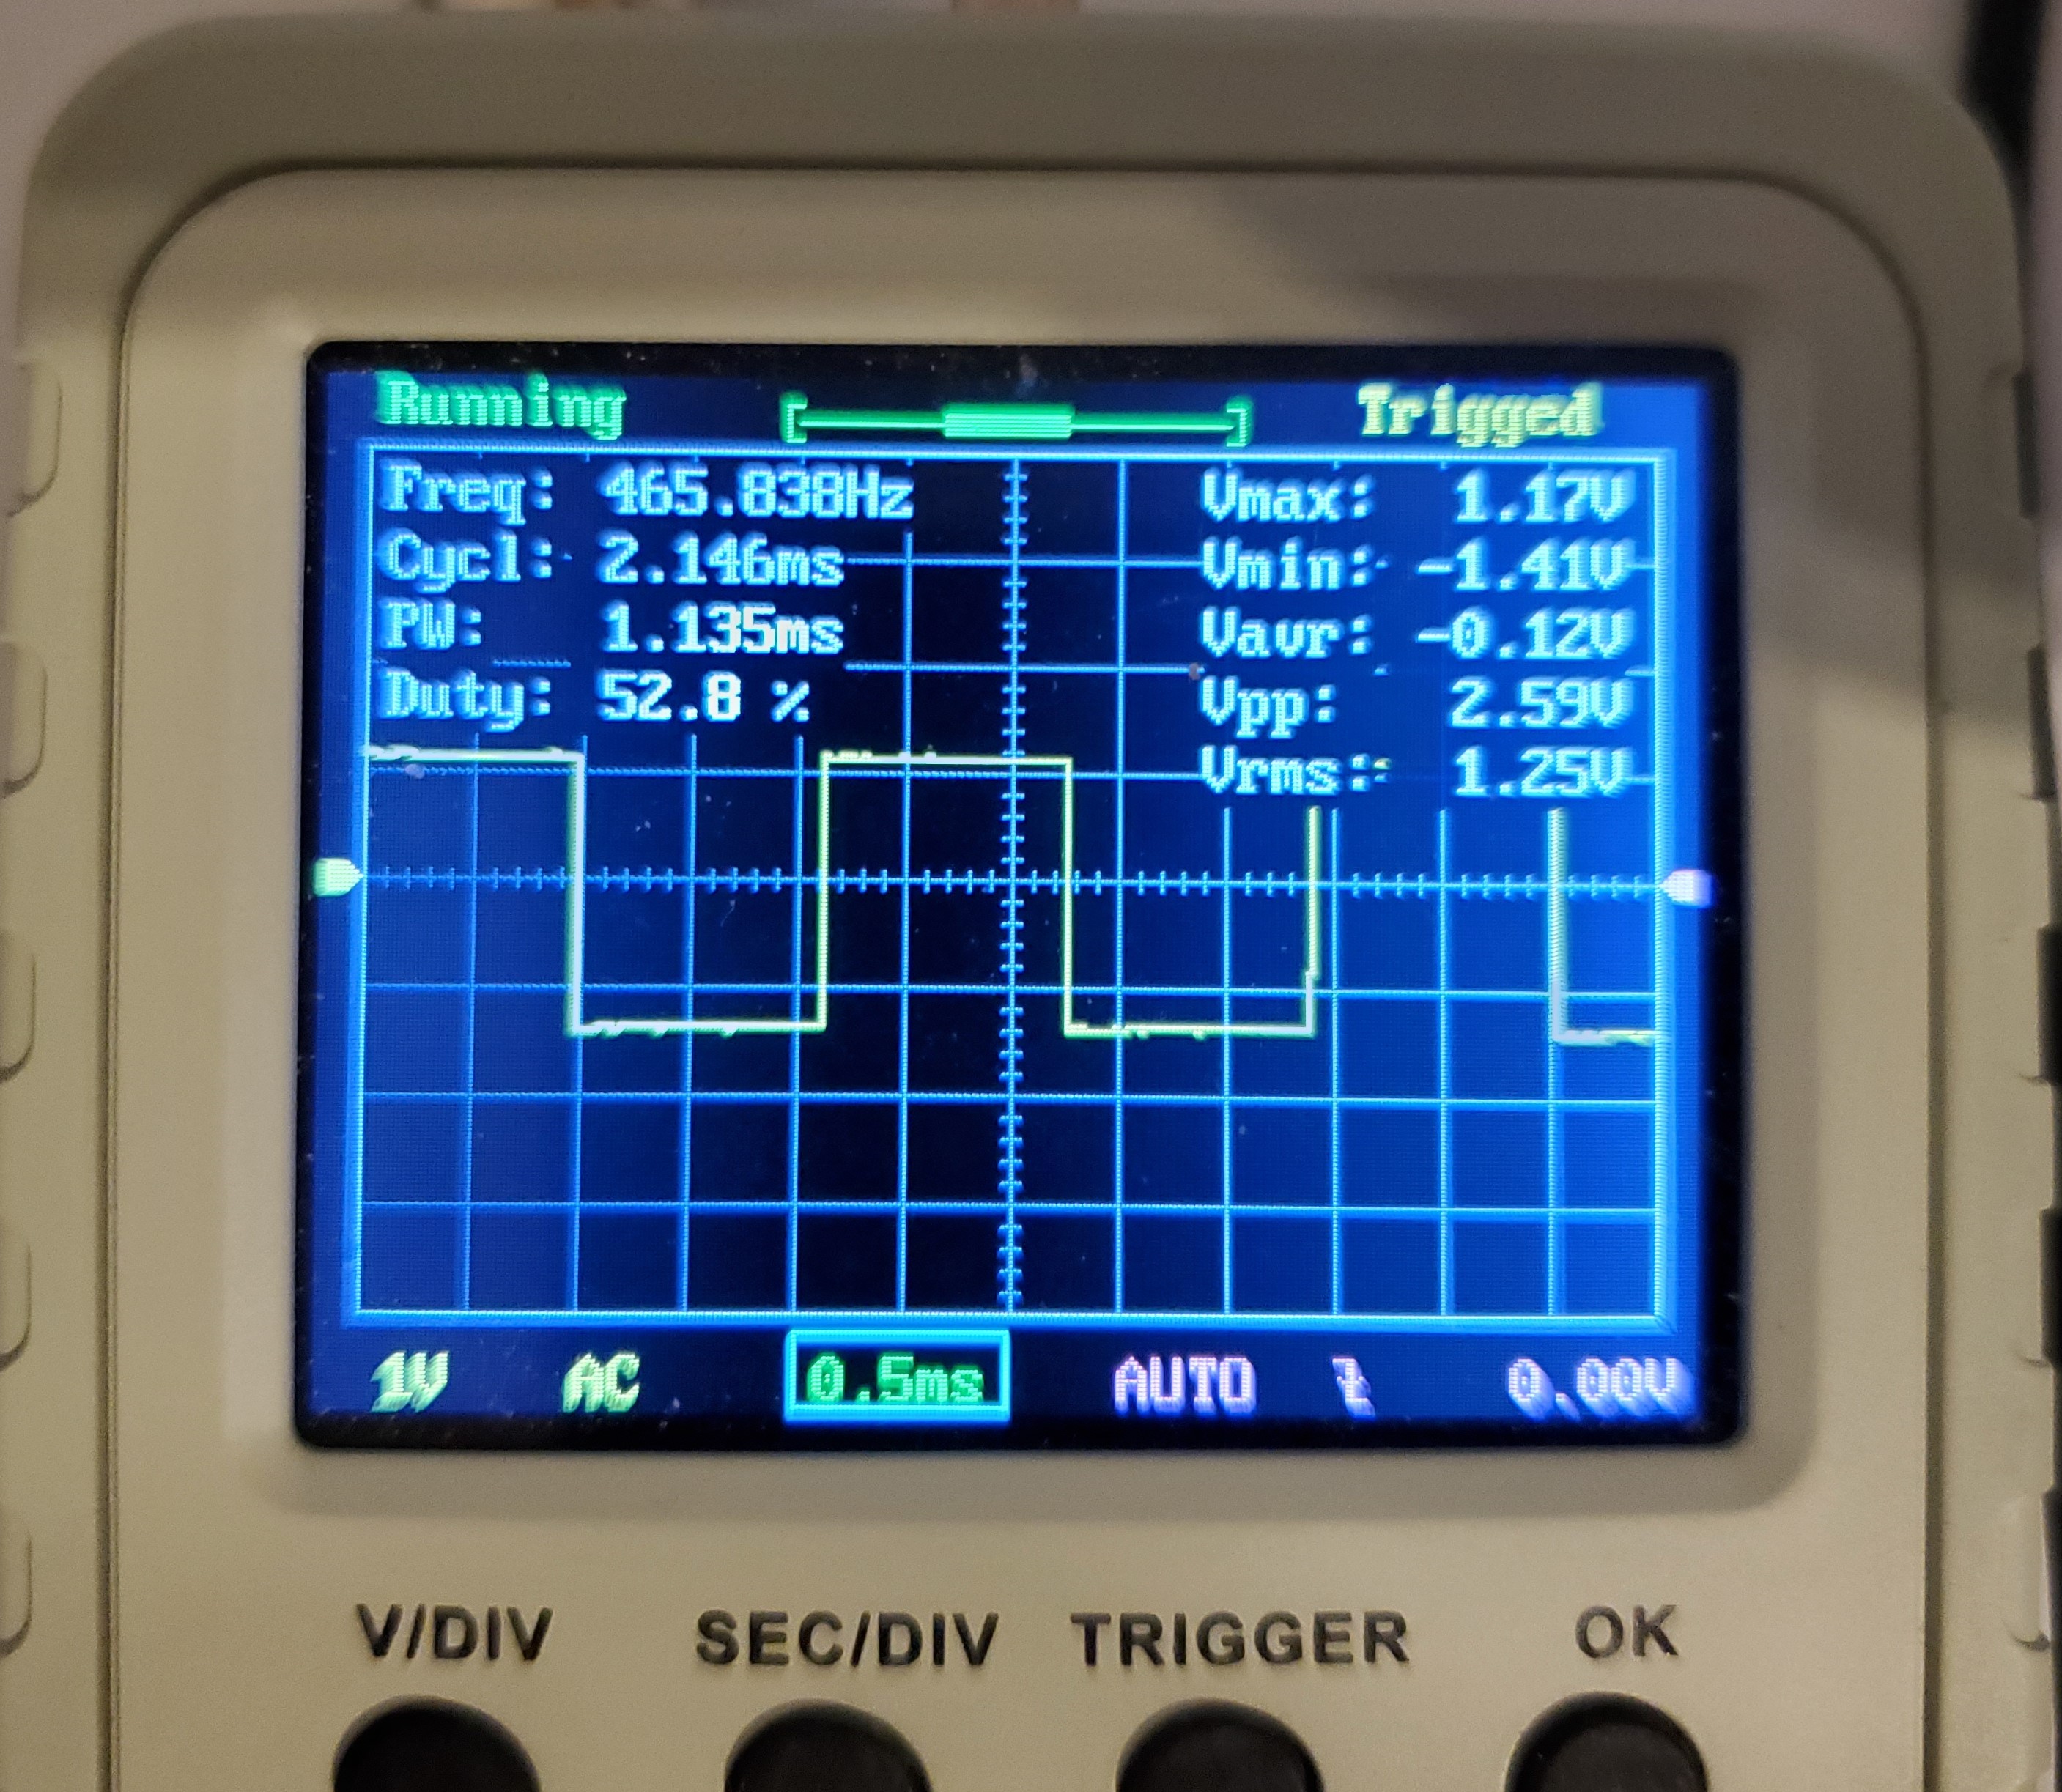 Running Trigged
Freq: 465.838Hz Vmax: 1.17V
Cycl: 2.146ms Vmin: -1.41V
PW: 1.135ms Vavr: -0.12V
Duty: 52.8 % Vpp: 2.59V
Vrms: 1.25V
1V AC 0.5ms AUTO 0.00V
V/DIV SEC/DIV TRIGGER OK